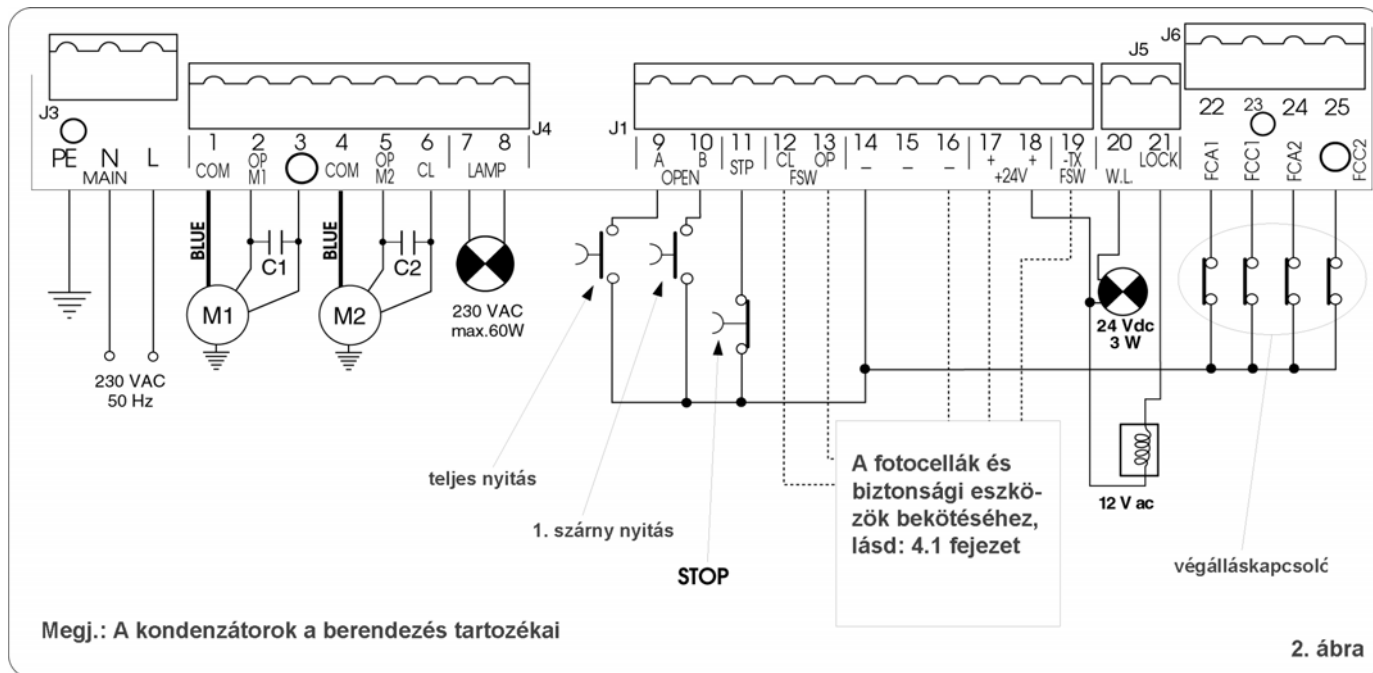 J3
J4
J1
J5
J6
PE N L
MAIN
1 2 3 4 5 6 7 8
COM OP M1 COM OP M2 CL LAMP
9 10 11 12 13 14 15 16 17 18 19 20 21
A B STP CL OP – – – + + -TX LOCK
OPEN FSW +24V FSW W.L.
22 23 24 25
FCA1 FCC1 FCA2 FCC2
BLUE
BLUE
C1
C2
M1
M2
230 VAC
50 Hz
230 VAC
max.60W
24 Vdc
3 W
12 V ac
teljes nyitás
1. szárny nyitás
STOP
A fotocellák és
biztonsági eszkö-
zök bekötéséhez,
lásd: 4.1 fejezet
végálláskapcsoló
Megj.: A kondenzátorok a berendezés tartozékai
2. ábra